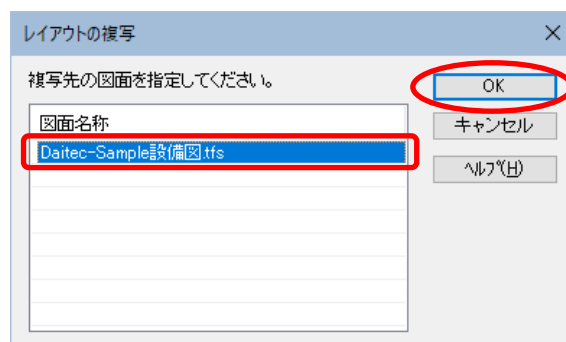 レイアウトの複写
複写先の図面を指定してください。
図面名称
Daitec-Sample設備図.tfs
OK
キャンセル
ヘルプ(H)